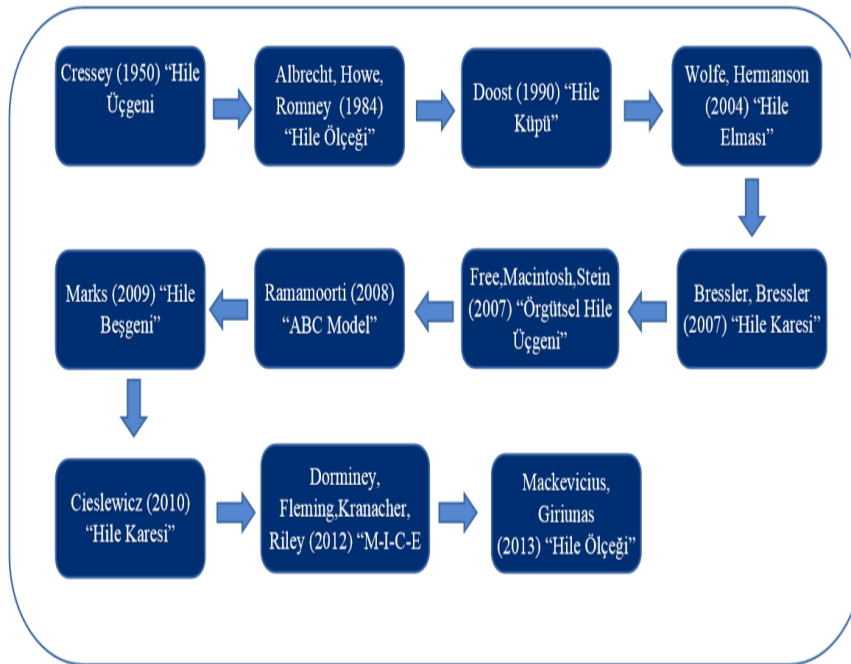 Cressey (1950) “Hile
Üçgeni
Albrecht, Howe,
Romney (1984)
“Hile Ölçeği”
Doost (1990) “Hile
Küpü”
Wolfe, Hermanson
(2004) “Hile
Elması”
Bressler, Bressler
(2007) “Hile Karesi”
Free,Macintosh,Stein
(2007) “Örgütsel Hile
Üçgeni”
Ramamoorti (2008)
“ABC Model”
Marks (2009) “Hile
Beşgeni”
Cieslewicz (2010)
“Hile Karesi”
Dorminey,
Fleming,Kranacher,
Riley (2012) “M-I-C-E
Mackevicius,
Giriunas
(2013) “Hile Ölçeği”